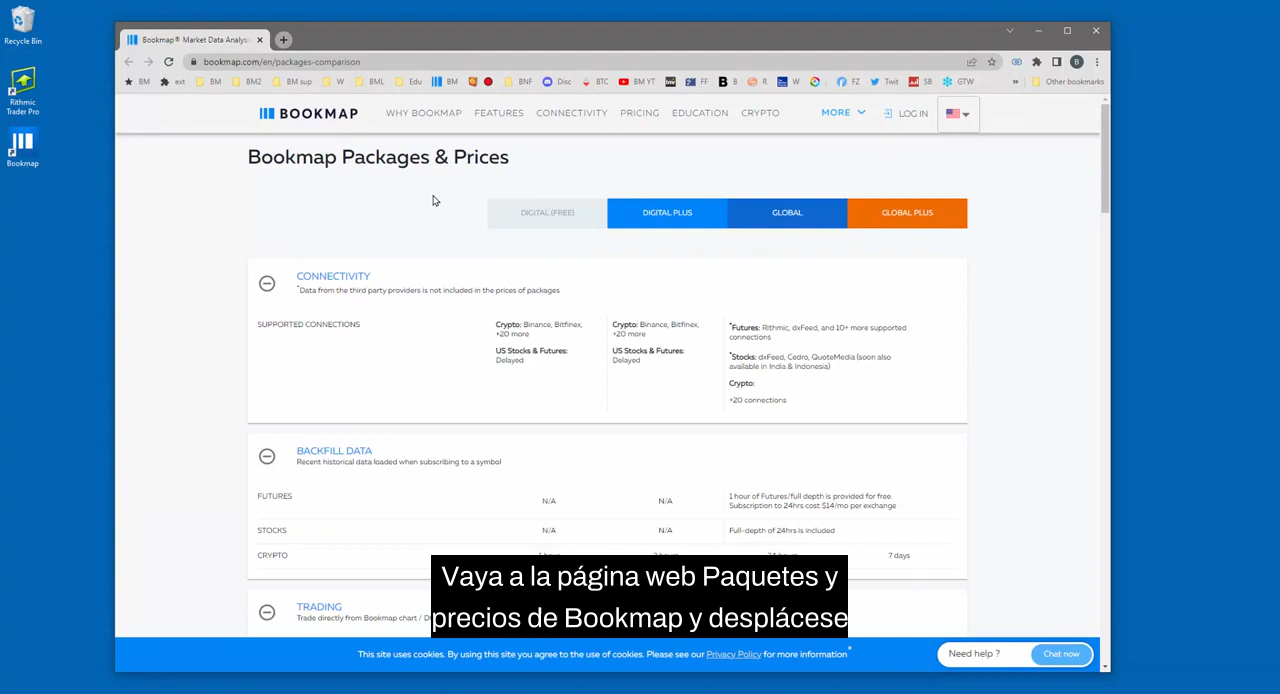 Recycle Bin
Rithmic
Trader Pro
Bookmap
Bookmap® Market Data Analys
bookmap.com/en/packages-comparison
B
BM
ext
BM
BM2
BM sup
W
BML
Edu
BM
BNF
Disc
BTC
BM YT
FF
B
R
W
FZ
Twit
SB
GTW
»
Other bookmarks
BOOKMAP
WHY BOOKMAP
FEATURES
CONNECTIVITY
PRICING
EDUCATION
CRYPTO
MORE
LOG IN
Bookmap Packages & Prices
DIGITAL (FREE)
DIGITAL PLUS
GLOBAL
GLOBAL PLUS
CONNECTIVITY
*Data from the third party providers is not included in the prices of packages
SUPPORTED CONNECTIONS
Crypto: Binance, Bitfinex,
+20 more
US Stocks & Futures:
Delayed
Crypto: Binance, Bitfinex,
+20 more
US Stocks & Futures:
Delayed
*Futures: Rithmic, dxFeed, and 10+ more supported
connections
*Stocks: dxFeed, Cedro, QuoteMedia (soon also
available in India & Indonesia)
Crypto:
+20 connections
BACKFILL DATA
Recent historical data loaded when subscribing to a symbol
FUTURES
N/A
N/A
1 hour of Futures/full depth is provided for free.
Subscription to 24hrs cost $14/mo per exchange
STOCKS
N/A
N/A
Full-depth of 24hrs is included
CRYPTO
7 days
Vaya a la página web Paquetes y
precios de Bookmap y desplácese
TRADING
Trade directly from Bookmap chart /
This site uses cookies. By using this site you agree to the use of cookies. Please see our Privacy Policy for more information
×
Need help ?
Chat now